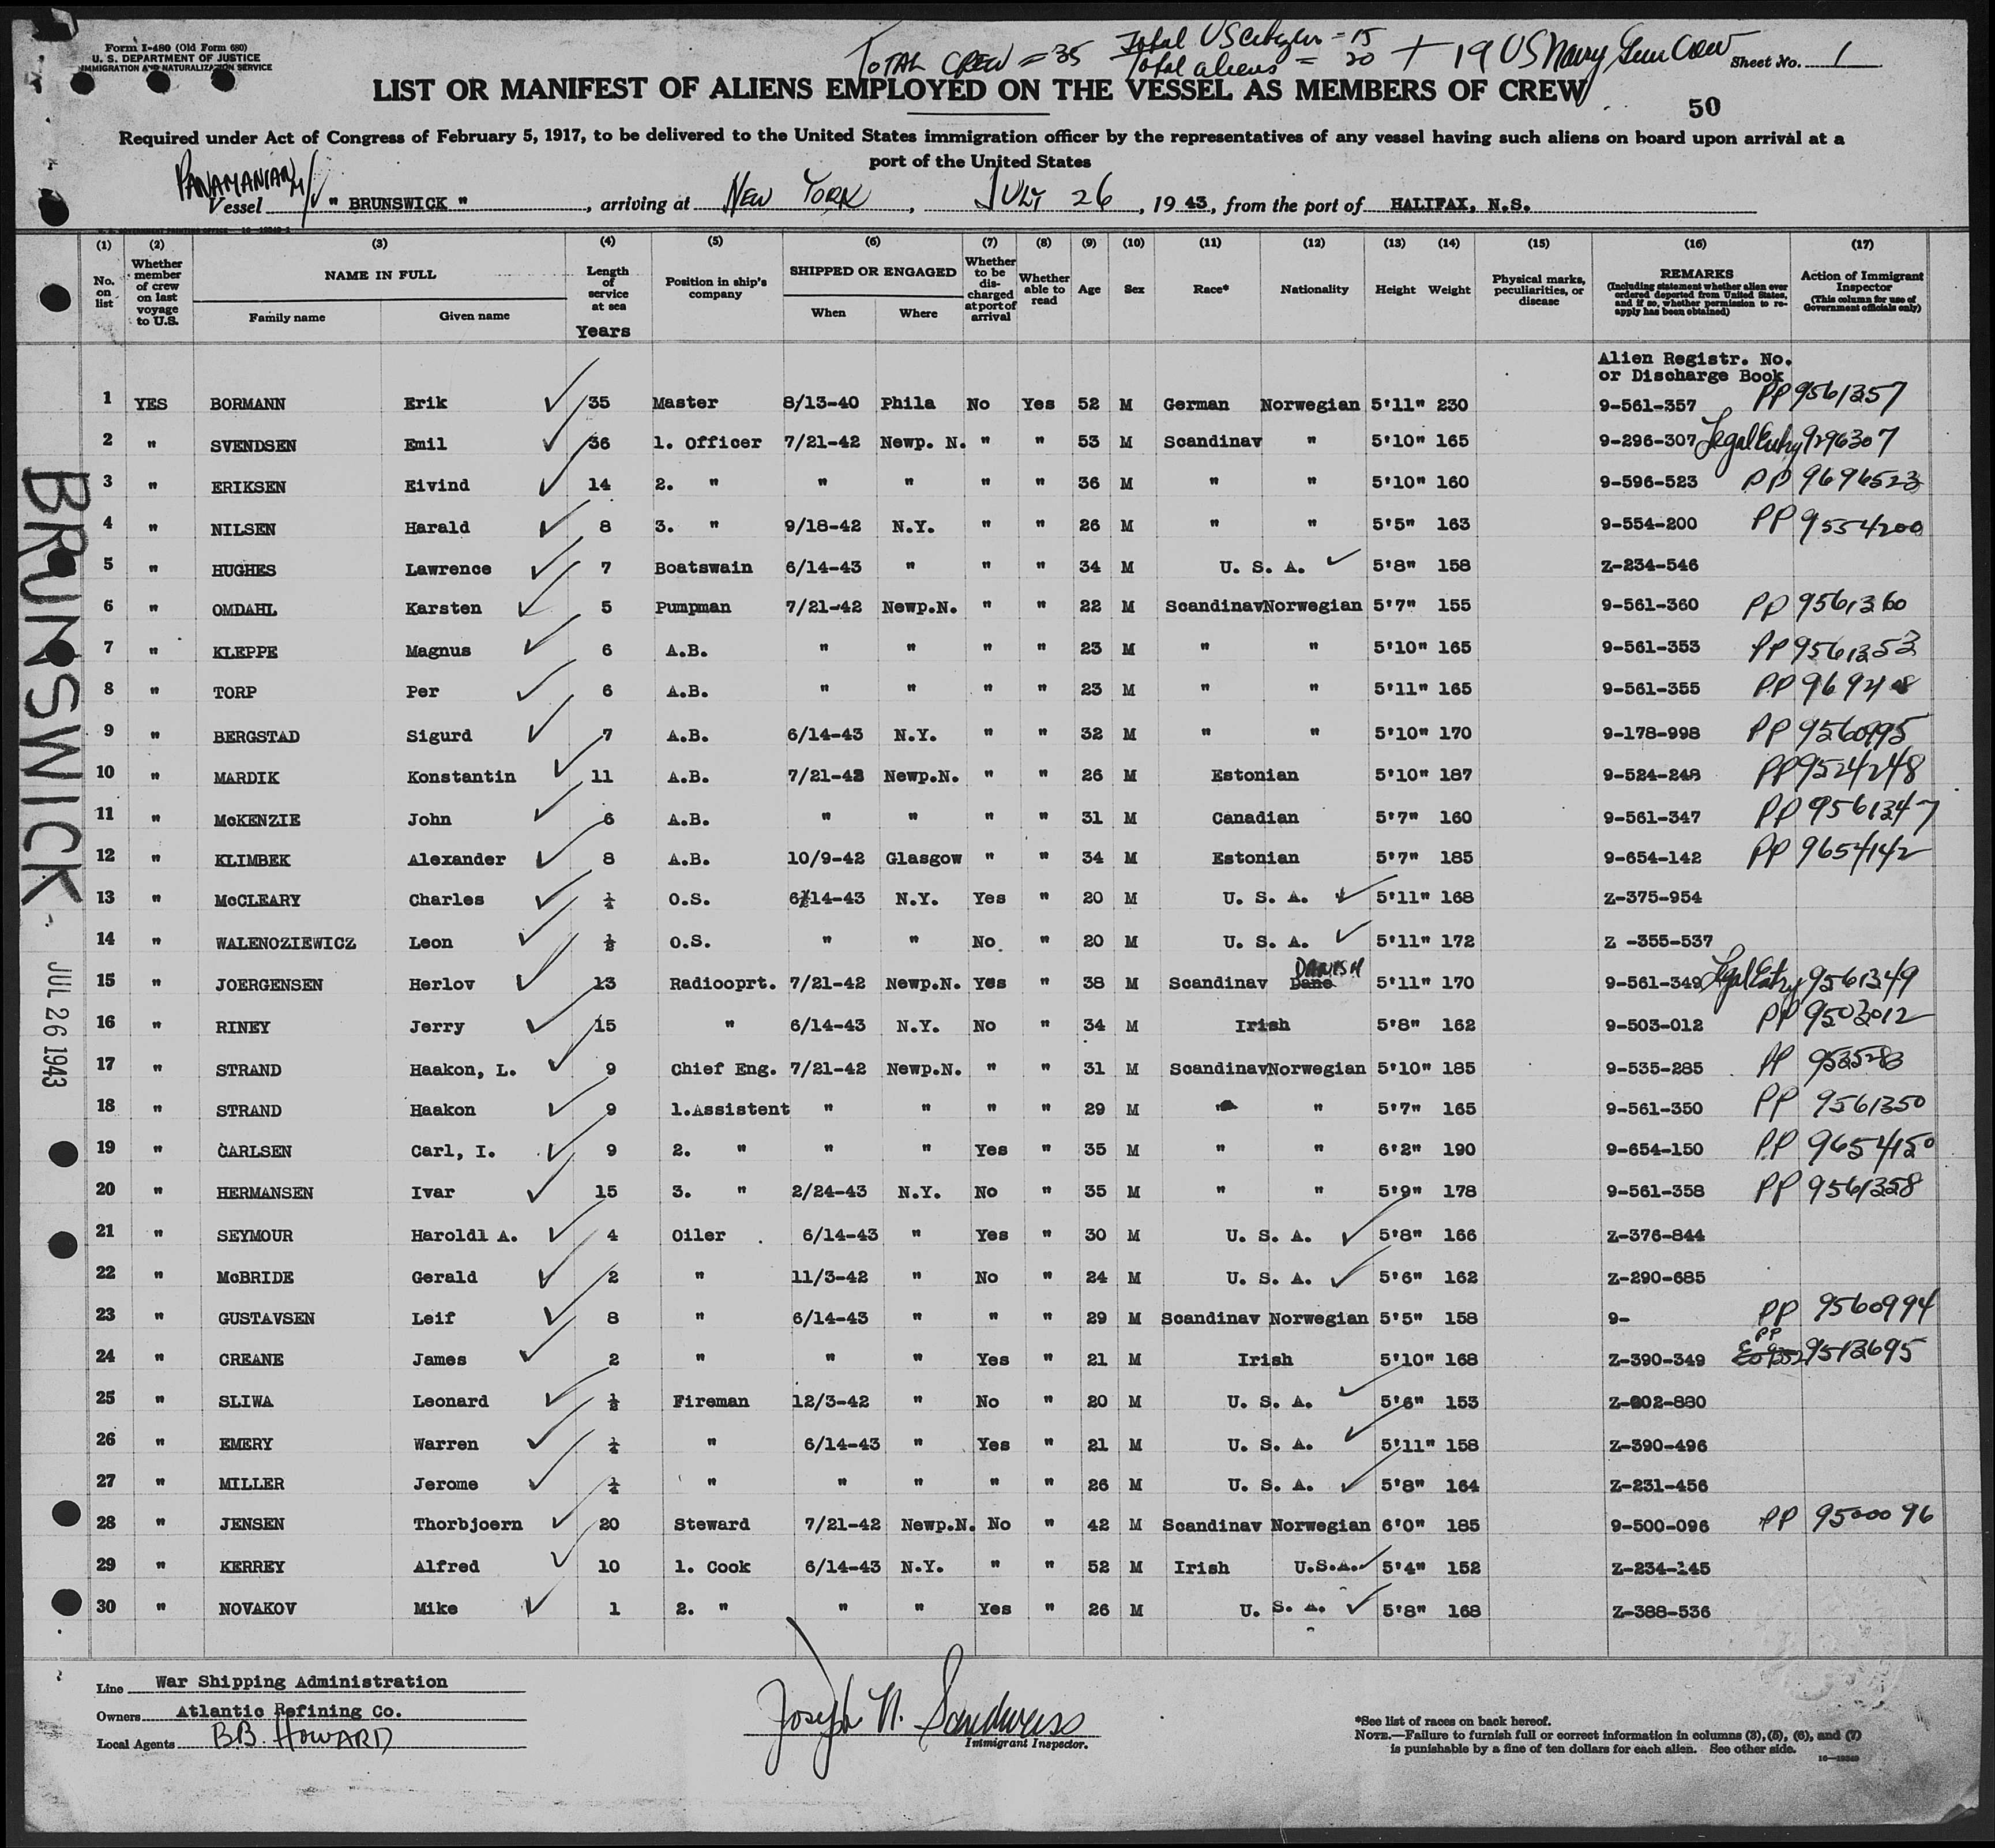 Form I-480 (Old Form 680)
U. S. DEPARTMENT OF JUSTICE
IMMIGRATION AND NATURALIZATION SERVICE
TOTAL CREW = 35 Total US Citizens = 15
Total aliens = 20 + 19 US Navy Gun Crew
Sheet No. 1
LIST OR MANIFEST OF ALIENS EMPLOYED ON THE VESSEL AS MEMBERS OF CREW
50
Required under Act of Congress of February 5, 1917, to be delivered to the United States immigration officer by the representatives of any vessel having such aliens on board upon arrival at a
port of the United States
PANAMANIAN
Vessel " BRUNSWICK ", arriving at NEW YORK, JULY 26, 1943, from the port of HALIFAX, N.S.
(1) (2) (3) (4) (5) (6) (7) (8) (9) (10) (11) (12) (13) (14) (15) (16) (17)
No. on list
Whether member of crew on last voyage to U.S.
NAME IN FULL
Family name Given name
Length of service at sea
Years
Position in ship's company
SHIPPED OR ENGAGED
When Where
Whether to be discharged at port of arrival
Whether able to read
Age Sex Race* Nationality Height Weight
Physical marks, peculiarities, or disease
REMARKS
(Including statement whether alien ever ordered deported from United States, and if so, whether permission to reapply has been obtained)
Action of Immigrant Inspector
(This column for use of Government officials only)
Alien Registr. No.
or Discharge Book
1 YES BORMANN Erik 35 Master 8/13-40 Phila No Yes 52 M German Norwegian 5'11" 230 9-561-357 PP 9561357
2 " SVENDSEN Emil 36 1. Officer 7/21-42 Newp. N. " " 53 M Scandinav " 5'10" 165 9-296-307 Legal Entry 9296307
3 " ERIKSEN Eivind 14 2. " " " " " 36 M " " 5'10" 160 9-596-523 PP 9696523
4 " NILSEN Harald 8 3. " 9/18-42 N.Y. " " 26 M " " 5'5" 163 9-554-200 PP 9554200
5 " HUGHES Lawrence 7 Boatswain 6/14-43 " " " 34 M U. S. A. 5'8" 158 Z-234-546
6 " OMDAHL Karsten 5 Pumpman 7/21-42 Newp.N. " " 22 M Scandinav Norwegian 5'7" 155 9-561-360 PP 9561360
7 " KLEPPE Magnus 6 A.B. " " " " 23 M " " 5'10" 165 9-561-353 PP 9561353
8 " TORP Per 6 A.B. " " " " 23 M " " 5'11" 165 9-561-355 PP
9 " BERGSTAD Sigurd 7 A.B. 6/14-43 N.Y. " " 32 M " " 5'10" 170 9-178-998 PP 9560995
10 " MARDIK Konstantin 11 A.B. 7/21-42 Newp.N. " " 26 M Estonian 5'10" 187 9-524-248 PP 9524248
11 " McKENZIE John 6 A.B. " " " " 31 M Canadian 5'7" 160 9-561-347 PP 9561347
12 " KLIMBEK Alexander 8 A.B. 10/9-42 Glasgow " " 34 M Estonian 5'7" 185 9-654-142 PP 9654142
13 " McCLEARY Charles ¼ O.S. 6/14-43 N.Y. Yes " 20 M U. S. A. 5'11" 168 Z-375-954
14 " WALENOZIEWICZ Leon ½ O.S. " " No. " 20 M U. S. A. 5'11" 172 Z -355-537
15 " JOERGENSEN Herlov 13 Radiooprt. 7/21-42 Newp.N. Yes " 38 M Scandinav Dane DANISH 5'11" 170 9-561-349 Legal Entry 9561349
16 " RINEY Jerry 15 " 6/14-43 N.Y. No " 34 M Irish 5'8" 162 9-503-012 PP 9503012
17 " STRAND Haakon, L. 9 Chief Eng. 7/21-42 Newp.N. " " 31 M Scandinav Norwegian 5'10" 185 9-535-285 PP
18 " STRAND Haakon 9 1.Assistent " " " " 29 M " " 5'7" 165 9-561-350 PP 9561350
19 " CARLSEN Carl, I. 9 2. " " " Yes " 35 M " " 6'2" 190 9-654-150 PP 9654150
20 " HERMANSEN Ivar 15 3. " 2/24-43 N.Y. No " 35 M " " 5'9" 178 9-561-358 PP 9561358
21 " SEYMOUR Haroldl A. 4 Oiler 6/14-43 " Yes " 30 M U. S. A. 5'8" 166 Z-376-844
22 " McBRIDE Gerald 2 " 11/3-42 " No " 24 M U. S. A. 5'6" 162 Z-290-685
23 " GUSTAVSEN Leif 8 " 6/14-43 " " " 29 M Scandinav Norwegian 5'5" 158 9- PP 9560994
24 " CREANE James 2 " " " Yes " 21 M Irish 5'10" 168 Z-390-349 PP 9513695
25 " SLIWA Leonard ½ Fireman 12/3-42 " No " 20 M U. S. A. 5'6" 153 Z-202-880
26 " EMERY Warren ¼ " 6/14-43 " Yes " 21 M U. S. A. 5'11" 158 Z-390-496
27 " MILLER Jerome ¼ " " " " " 26 M U. S. A. 5'8" 164 Z-231-456
28 " JENSEN Thorbjoern 20 Steward 7/21-42 Newp.N. No " 42 M Scandinav Norwegian 6'0" 185 9-500-096 PP 9500096
29 " KERREY Alfred 10 1. Cook 6/14-43 N.Y. " " 52 M Irish U.S.A. 5'4" 152 Z-234-145
30 " NOVAKOV Mike 1 2. " " " Yes " 26 M U. S. A. 5'8" 168 Z-388-536
BRUNSWICK
JUL 26 1943
Line War Shipping Administration
Owners Atlantic Refining Co.
Local Agents B.B. HOWARD
Joseph N. Sandweiss
Immigrant Inspector.
*See list of races on back hereof.
NOTE.—Failure to furnish full or correct information in columns (3), (5), (6), and (7)
is punishable by a fine of ten dollars for each alien. See other side.